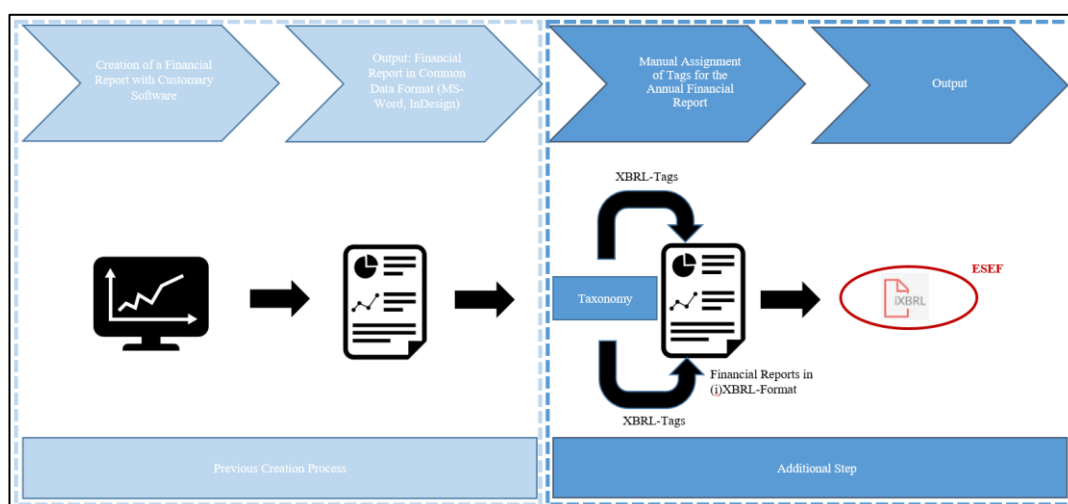 Creation of a Financial
Report with Customary
Software
Output: Financial
Report in Common
Data Format (MS-
Word, InDesign)
Manual Assignment
of Tags for the
Annual Financial
Report
Output
XBRL-Tags
Taxonomy
ESEF
iXBRL
Financial Reports in
(i)XBRL-Format
XBRL-Tags
Previous Creation Process
Additional Step